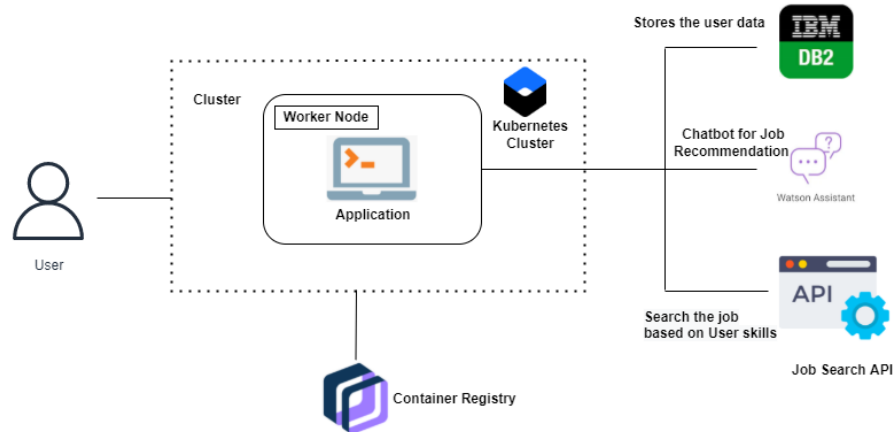 Stores the user data
IBM
DB2
Cluster
Worker Node
Kubernetes
Cluster
Application
Chatbot for Job
Recommendation
?
Watson Assistant
User
API
Search the job
based on User skills
Job Search API
Container Registry